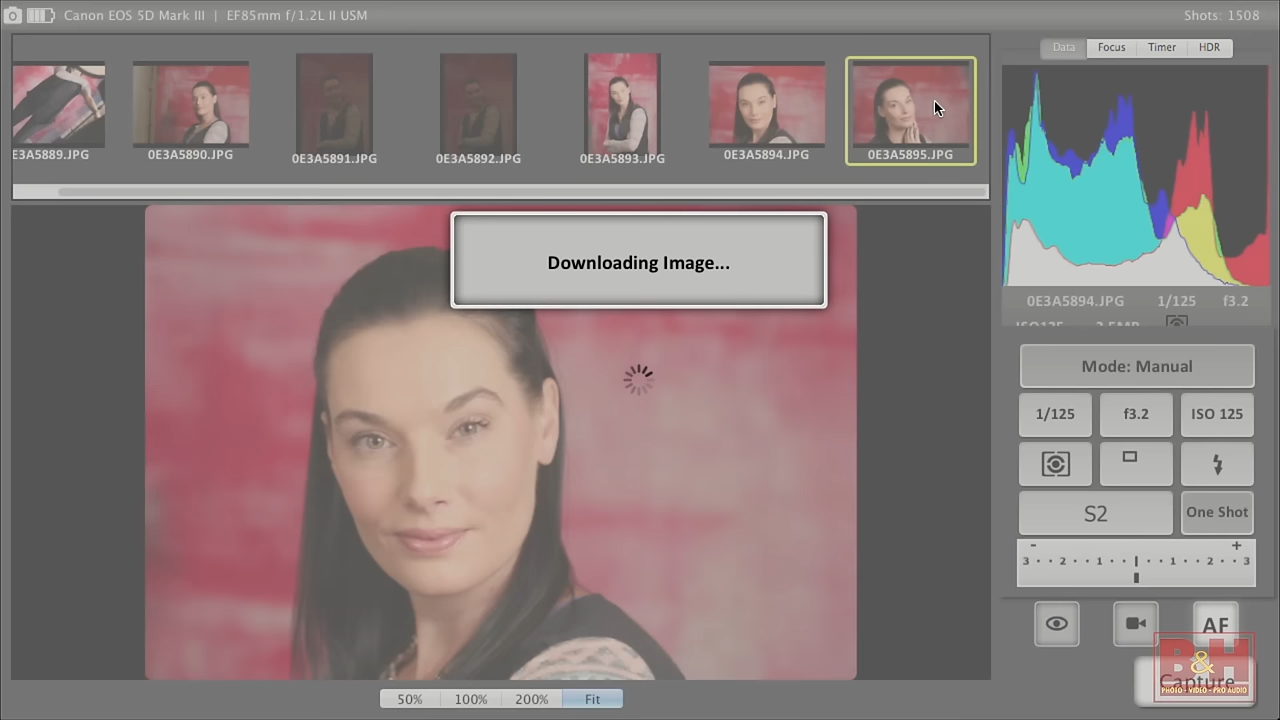 Canon EOS 5D Mark III | EF85mm f/1.2L II USM
Shots: 1508
Data Focus Timer HDR
E3A5889.JPG 0E3A5890.JPG 0E3A5891.JPG 0E3A5892.JPG 0E3A5893.JPG 0E3A5894.JPG 0E3A5895.JPG
Downloading Image...
0E3A5894.JPG 1/125 f3.2
ISO125 2.5MB
Mode: Manual
1/125 f3.2 ISO 125
S2 One Shot
- +
3 · · 2 · · 1 · · | · · 1 · · 2 · · 3
AF
B&H
Capture
PHOTO - VIDEO - PRO AUDIO
50% 100% 200% Fit